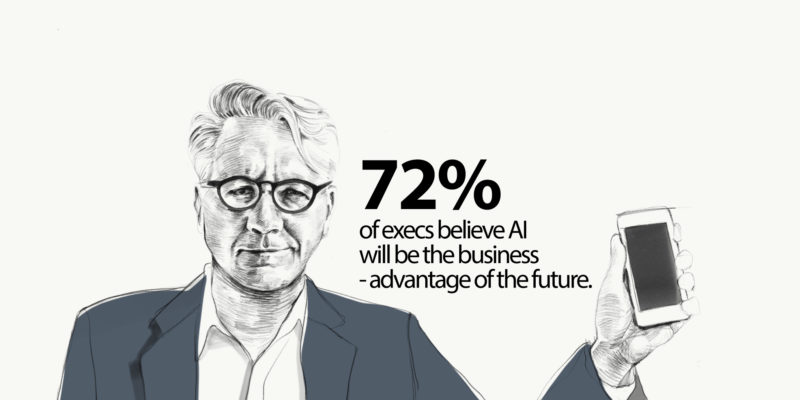 72%
of execs believe AI
will be the business
- advantage of the future.